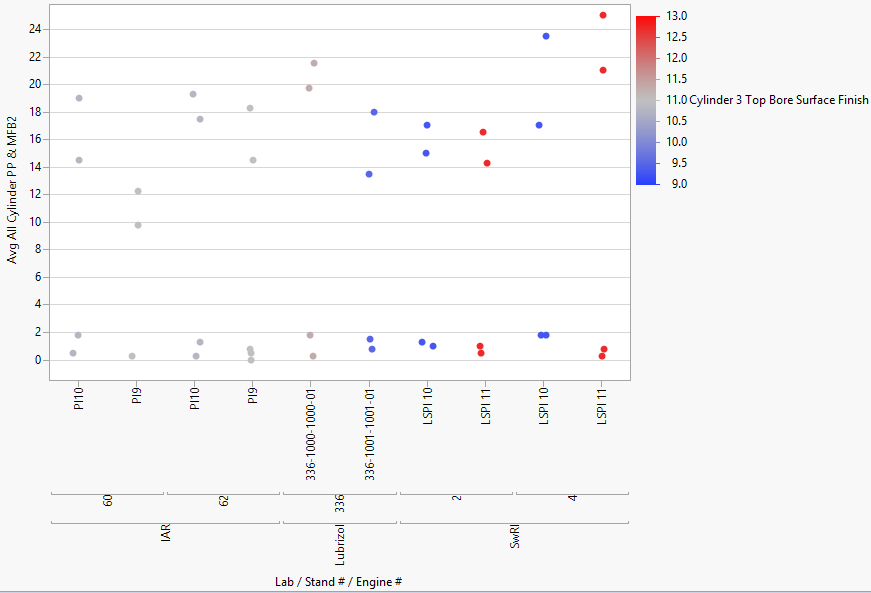 Avg All Cylinder PP & MFB2
24
22
20
18
16
14
12
10
8
6
4
2
0
13.0
12.5
12.0
11.5
11.0
10.5
10.0
9.5
9.0
Cylinder 3 Top Bore Surface Finish
PI10
PI9
PI10
PI9
336-1000-1000-01
336-1001-1001-01
LSPI 10
LSPI 11
LSPI 10
LSPI 11
60
62
336
2
4
IAR
Lubrizol
SwRI
Lab / Stand # / Engine #